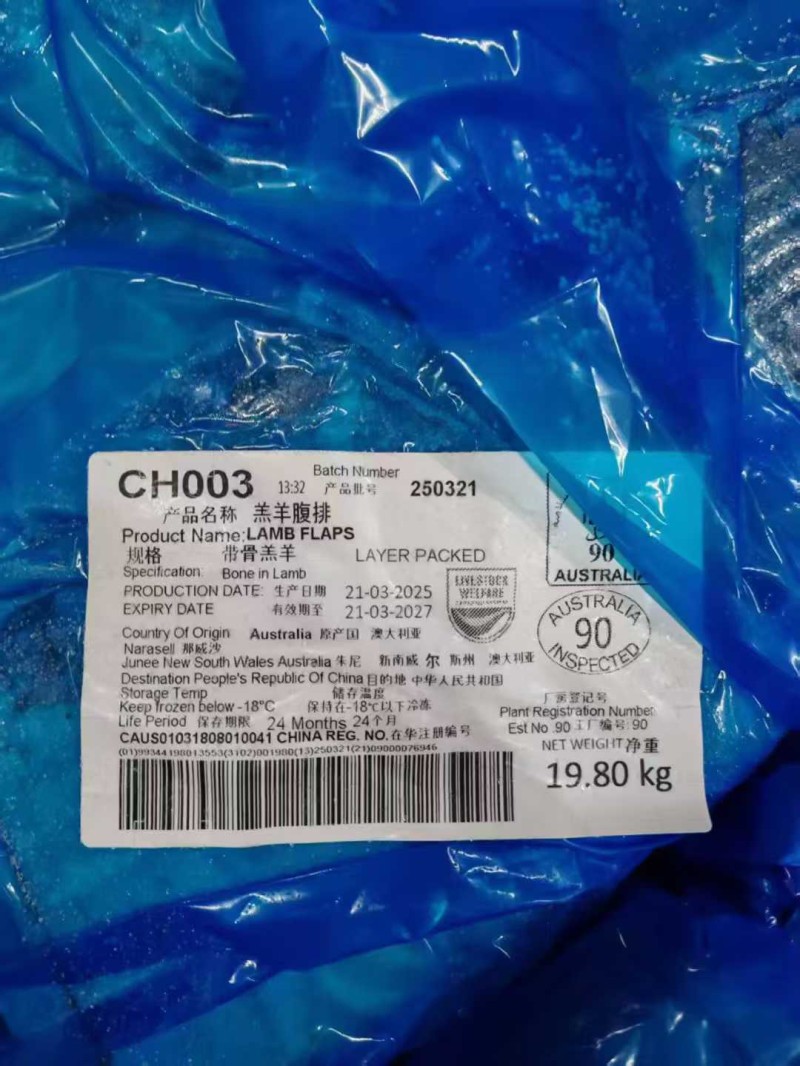 CH003 13:32 Batch Number 产品批号 250321
产品名称 羔羊腹排
Product Name:LAMB FLAPS
规格 带骨羔羊 LAYER PACKED
Specification: Bone in Lamb
PRODUCTION DATE: 生产日期 21-03-2025
EXPIRY DATE 有效期至 21-03-2027
LIVESTOCK
WELFARE
90
AUSTRALIA
AUSTRALIA
90
INSPECTED
Country Of Origin Australia 原产国 澳大利亚
Narasell 那威沙
Junee New South Wales Australia 朱尼 新南威尔斯州 澳大利亚
Destination People's Republic Of China 目的地 中华人民共和国
Storage Temp 储存温度
Keep frozen below -18°C 保持在-18℃以下冷冻
Life Period 保存期限 24 Months 24个月
CAUS01031808010041 CHINA REG. NO.在华注册编号
(01)99344198013553(3102)001980(13)250321(21)09000076946
Plant Registration Number
Est No .90 工厂编号: 90
NET WEIGHT 净重
19.80 kg